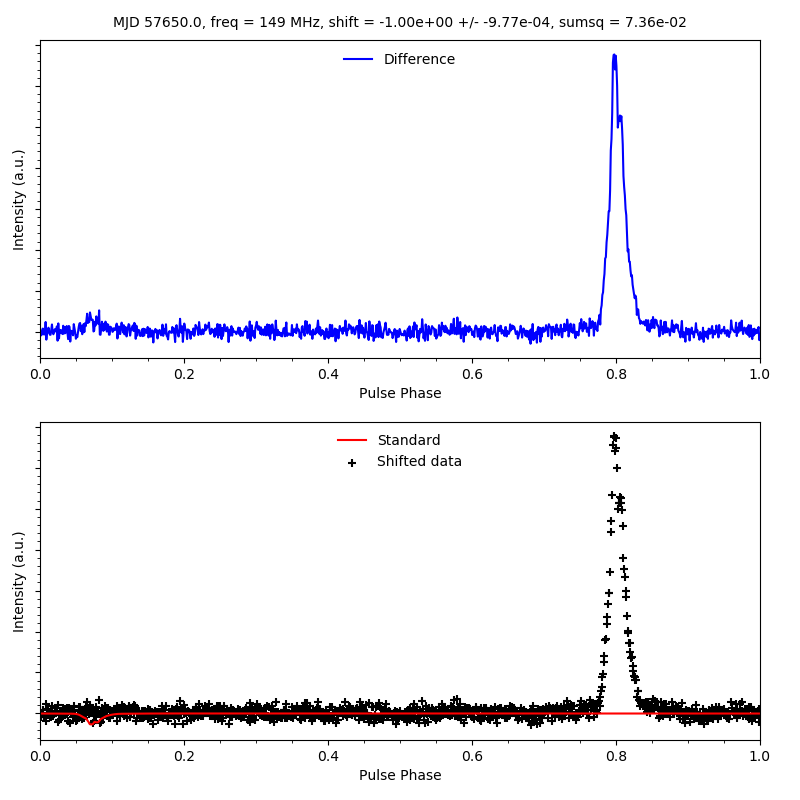 MJD 57650.0, freq = 149 MHz, shift = -1.00e+00 +/- -9.77e-04, sumsq = 7.36e-02
Difference
Intensity (a.u.)
0.0 0.2 0.4 0.6 0.8 1.0
Pulse Phase
Standard
Shifted data
Intensity (a.u.)
0.0 0.2 0.4 0.6 0.8 1.0
Pulse Phase